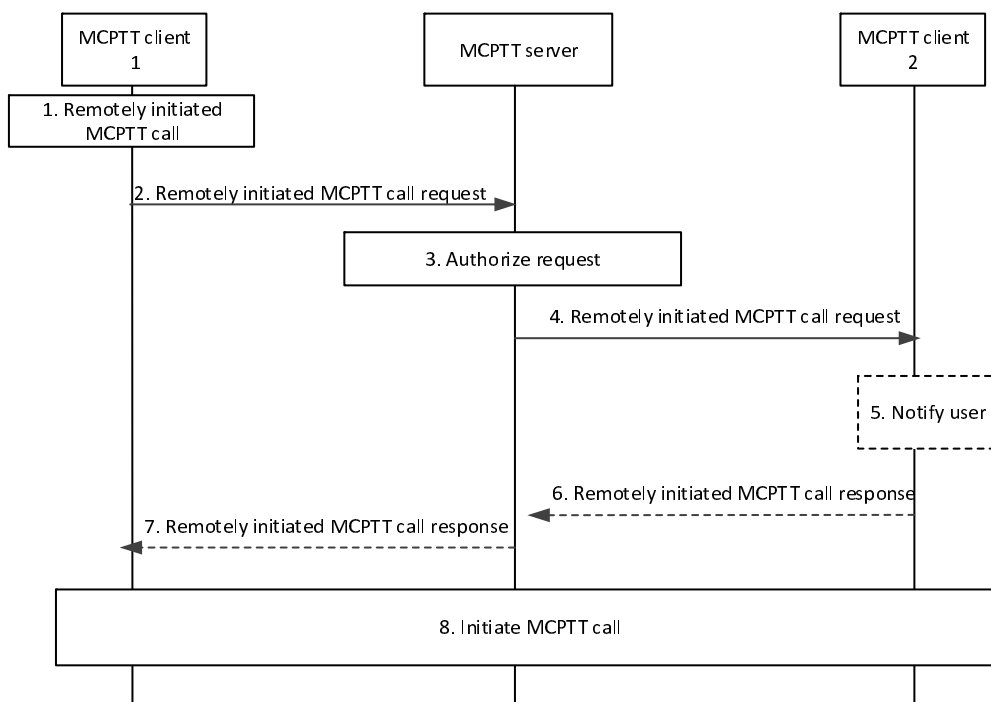 MCPTT client
1
MCPTT server
MCPTT client
2
1. Remotely initiated
MCPTT call
2. Remotely initiated MCPTT call request
3. Authorize request
4. Remotely initiated MCPTT call request
5. Notify user
6. Remotely initiated MCPTT call response
7. Remotely initiated MCPTT call response
8. Initiate MCPTT call